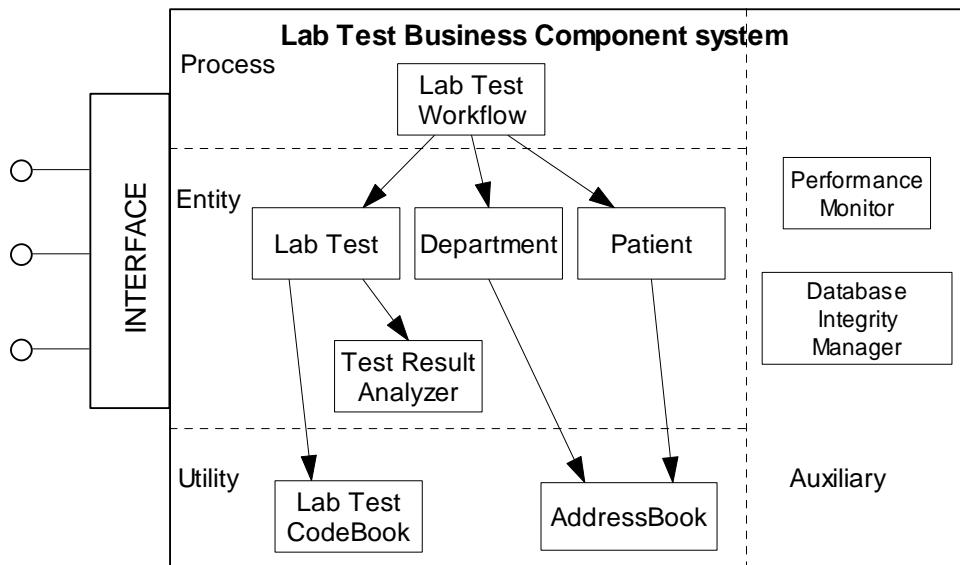 Lab Test Business Component system
Process
Lab Test
Workflow
INTERFACE
Entity
Lab Test
Department
Patient
Test Result
Analyzer
Utility
Lab Test
CodeBook
AddressBook
Performance
Monitor
Database
Integrity
Manager
Auxiliary